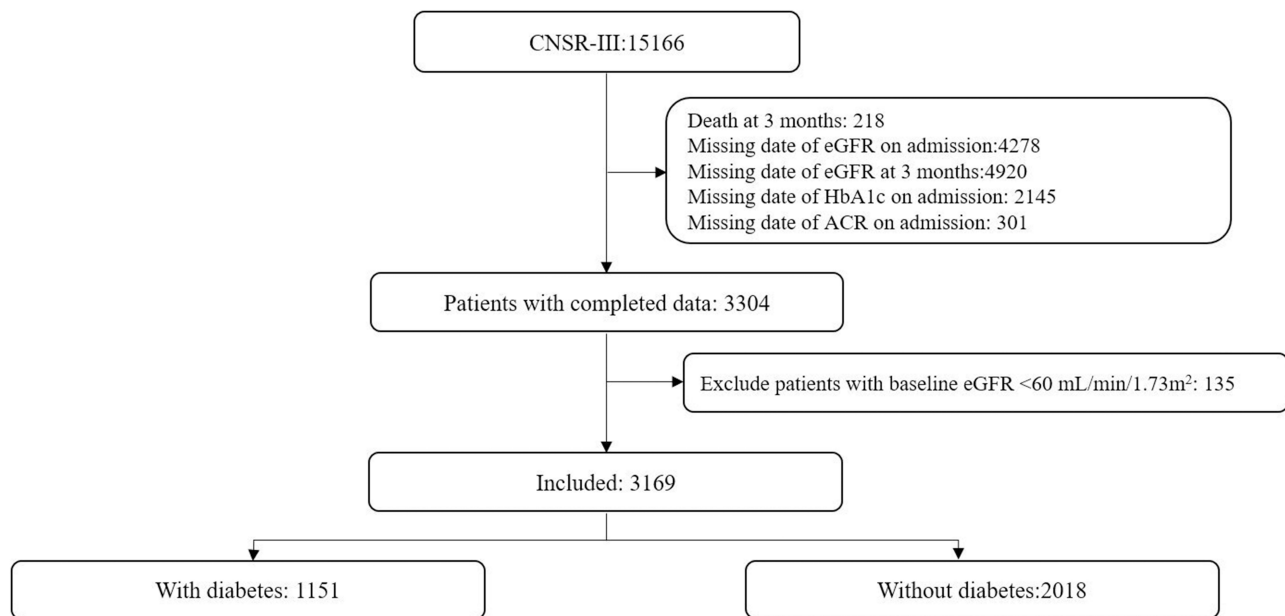 CNSR-III:15166
Death at 3 months: 218
Missing date of eGFR on admission:4278
Missing date of eGFR at 3 months:4920
Missing date of HbA1c on admission: 2145
Missing date of ACR on admission: 301
Patients with completed data: 3304
Exclude patients with baseline eGFR <60 mL/min/1.73m²: 135
Included: 3169
With diabetes: 1151
Without diabetes:2018